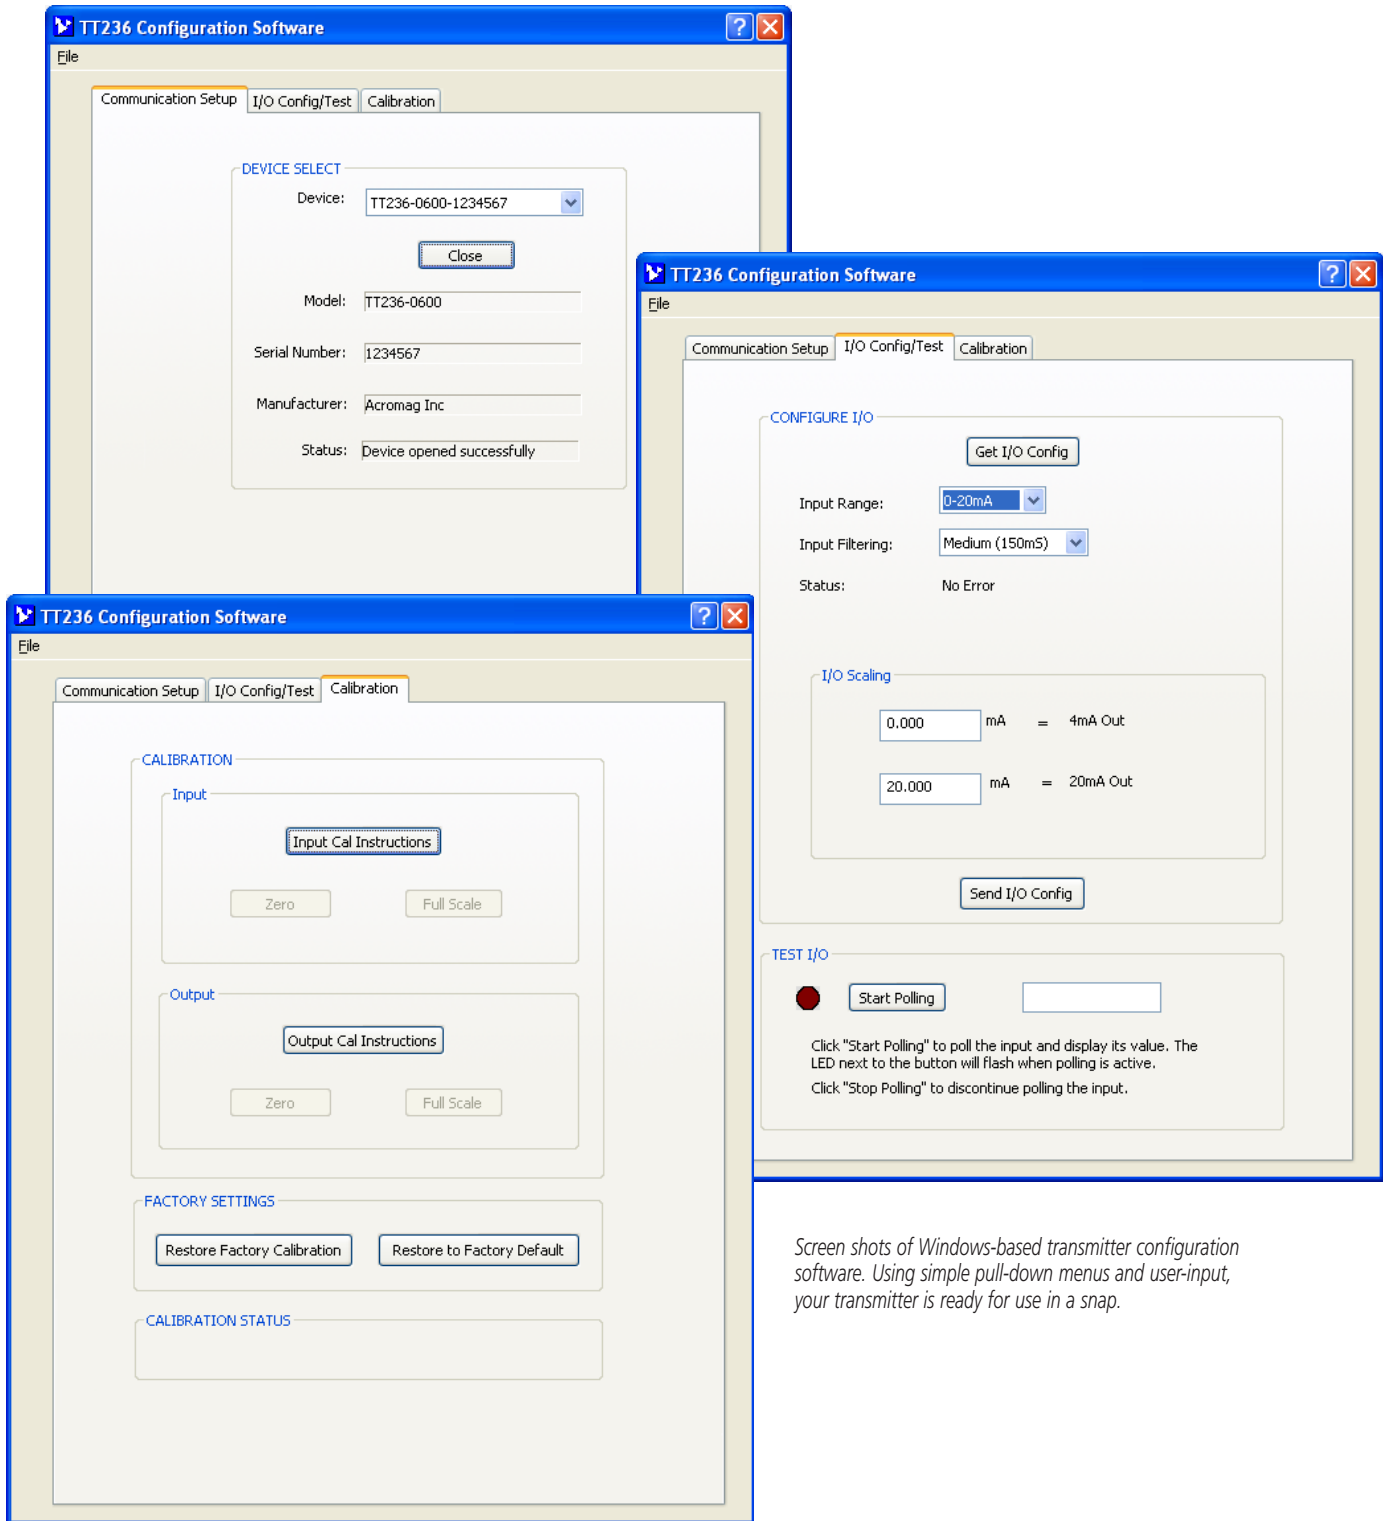 TT236 Configuration Software
File
Communication Setup I/O Config/Test Calibration
DEVICE SELECT
Device: TT236-0600-1234567
Close
Model: TT236-0600
Serial Number: 1234567
Manufacturer: Acromag Inc
Status: Device opened successfully
TT236 Configuration Software
File
Communication Setup I/O Config/Test Calibration
CONFIGURE I/O
Get I/O Config
Input Range: 0-20mA
Input Filtering: Medium (150mS)
Status: No Error
I/O Scaling
0.000 mA = 4mA Out
20.000 mA = 20mA Out
Send I/O Config
TEST I/O
Start Polling
Click "Start Polling" to poll the input and display its value. The
LED next to the button will flash when polling is active.
Click "Stop Polling" to discontinue polling the input.
TT236 Configuration Software
File
Communication Setup I/O Config/Test Calibration
CALIBRATION
Input
Input Cal Instructions
Zero Full Scale
Output
Output Cal Instructions
Zero Full Scale
FACTORY SETTINGS
Restore Factory Calibration Restore to Factory Default
CALIBRATION STATUS
Screen shots of Windows-based transmitter configuration
software. Using simple pull-down menus and user-input,
your transmitter is ready for use in a snap.